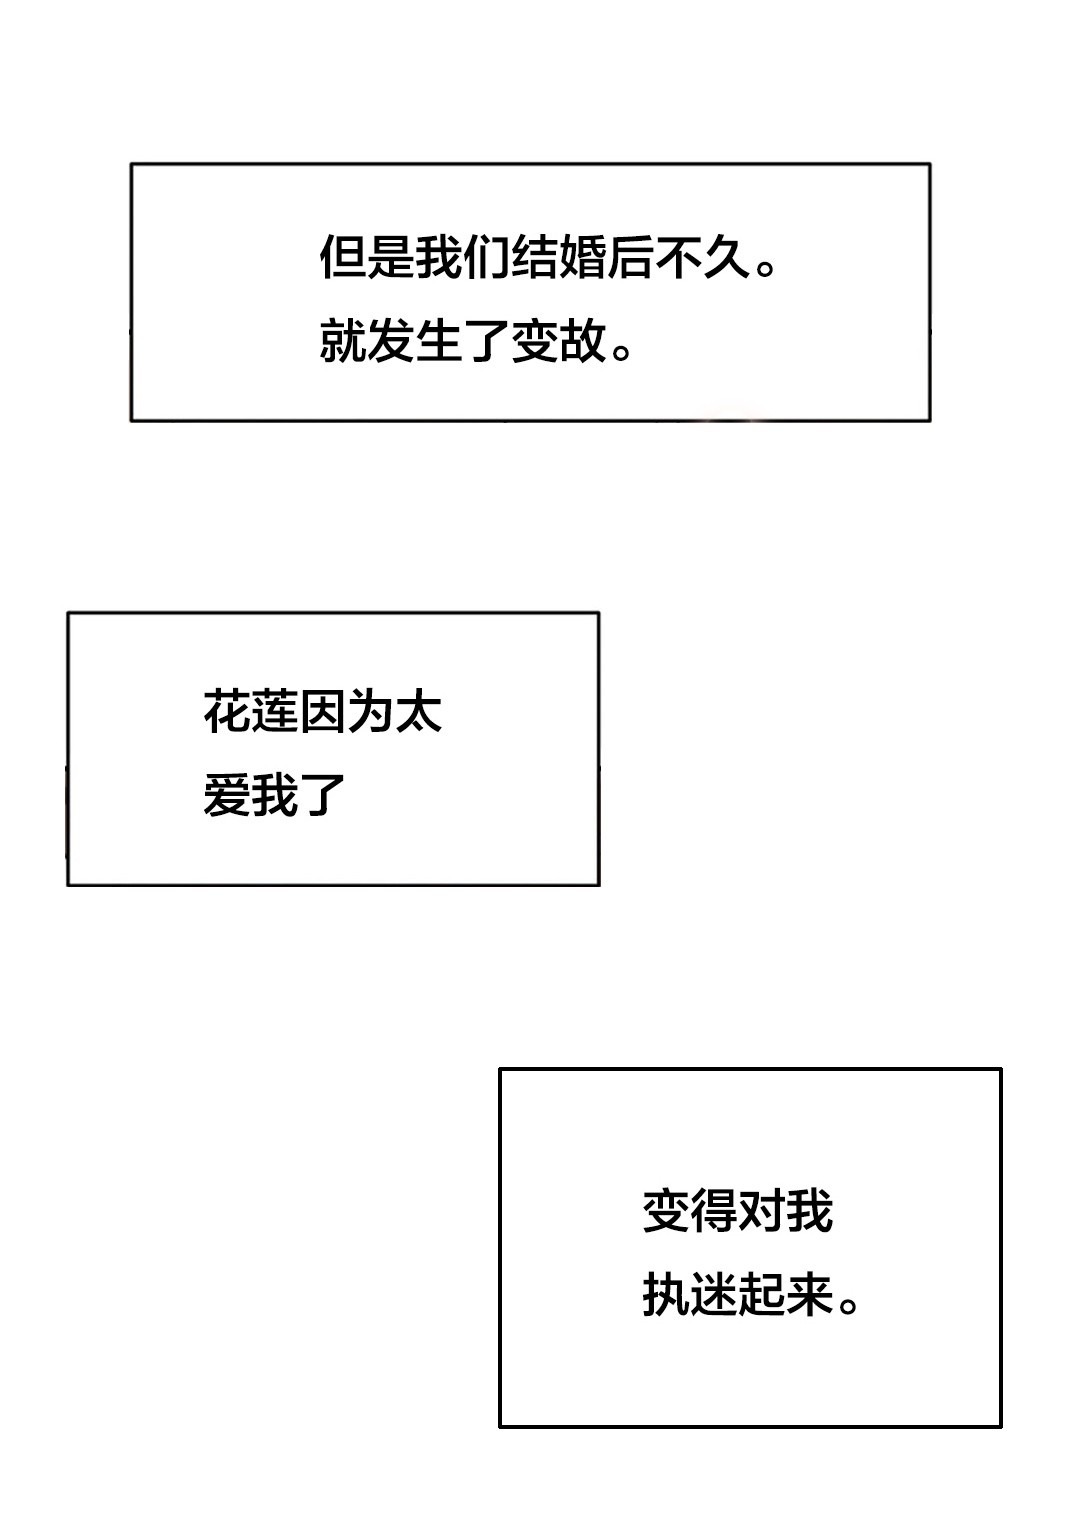 但是我们结婚后不久。
就发生了变故。
花莲因为太
爱我了
变得对我
执迷起来。